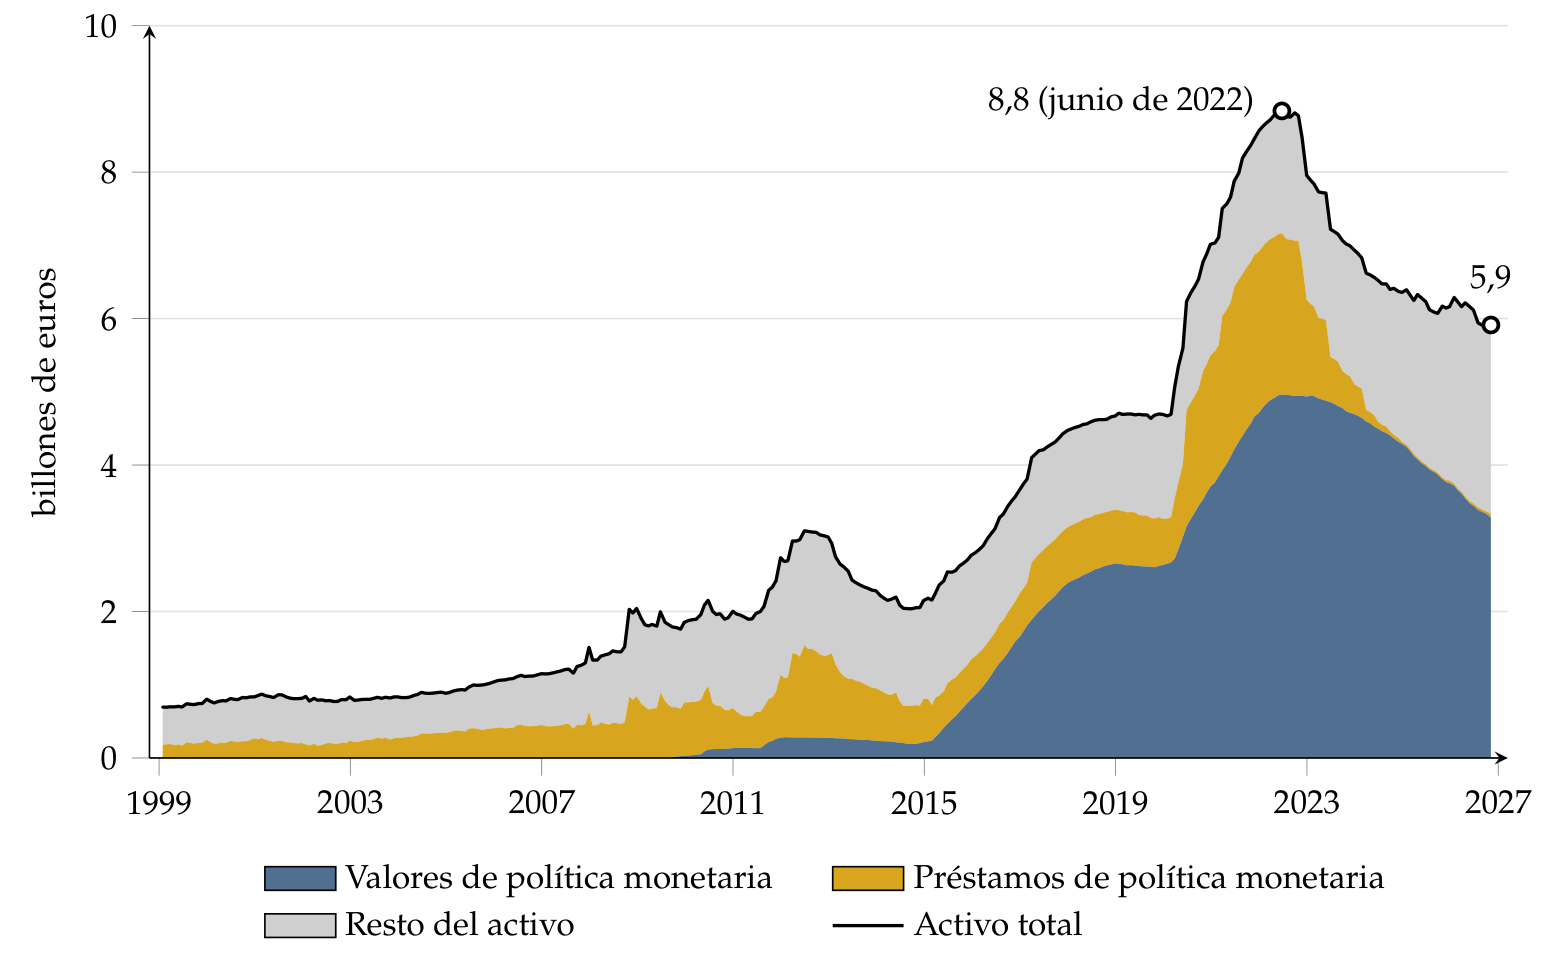 10
8,8 (junio de 2022)
8
5,9
6
billones de euros
4
2
0
1999 2003 2007 2011 2015 2019 2023 2027
Valores de política monetaria Préstamos de política monetaria
Resto del activo Activo total